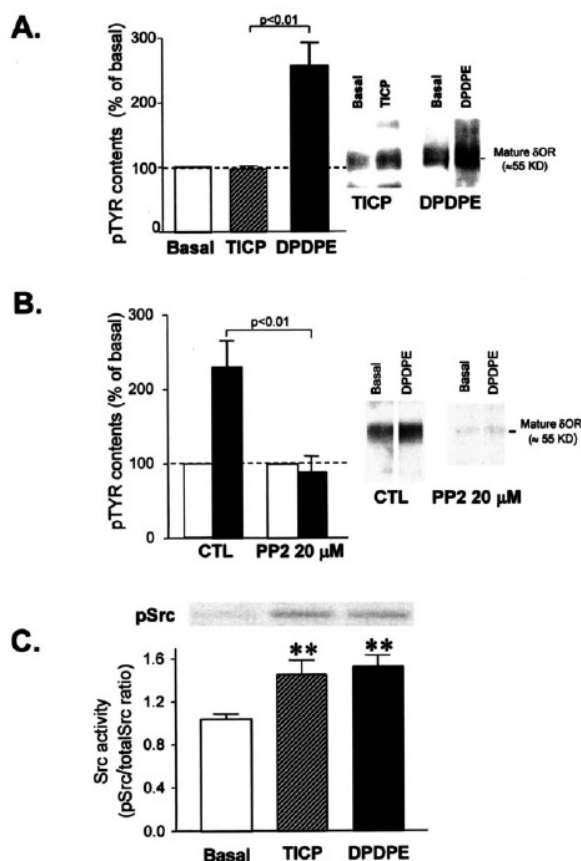 A.
p<0.01
pTYR contents (% of basal)
300
200
100
0
Basal TICP DPDPE
Basal TICP Basal DPDPE
Mature δOR
(≈55 KD)
TICP DPDPE
B.
p<0.01
pTYR contents (% of basal)
300
200
100
0
CTL PP2 20 μM
Basal DPDPE Basal DPDPE
Mature δOR
(≈ 55 KD)
CTL PP2 20 μM
pSrc
C.
** **
Src activity
(pSrc/totalSrc ratio)
1.6
1.2
0.8
0.4
0.0
Basal TICP DPDPE